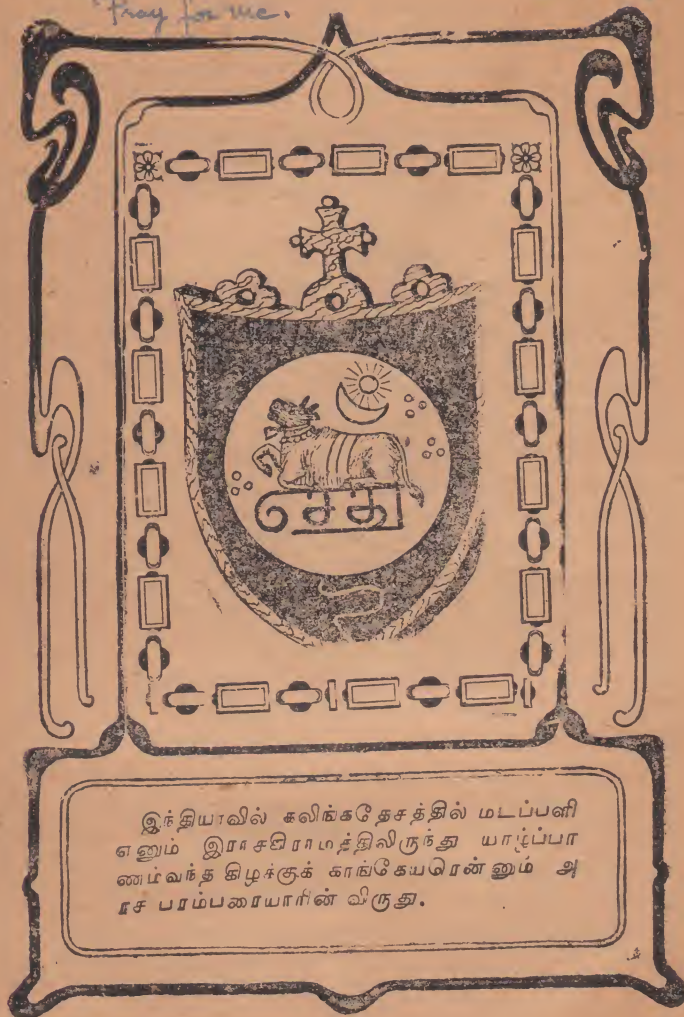 Pray for me.
சேது
இந்தியாவில் கலிங்கதேசத்தில் மடப்பளி
எனும் இராசகிராமத்திலிருந்து யாழ்ப்பா
ணம்வந்த கிழக்குக் காங்கேயரென்னும் அ
ரச பரம்பரையாரின் விருது.